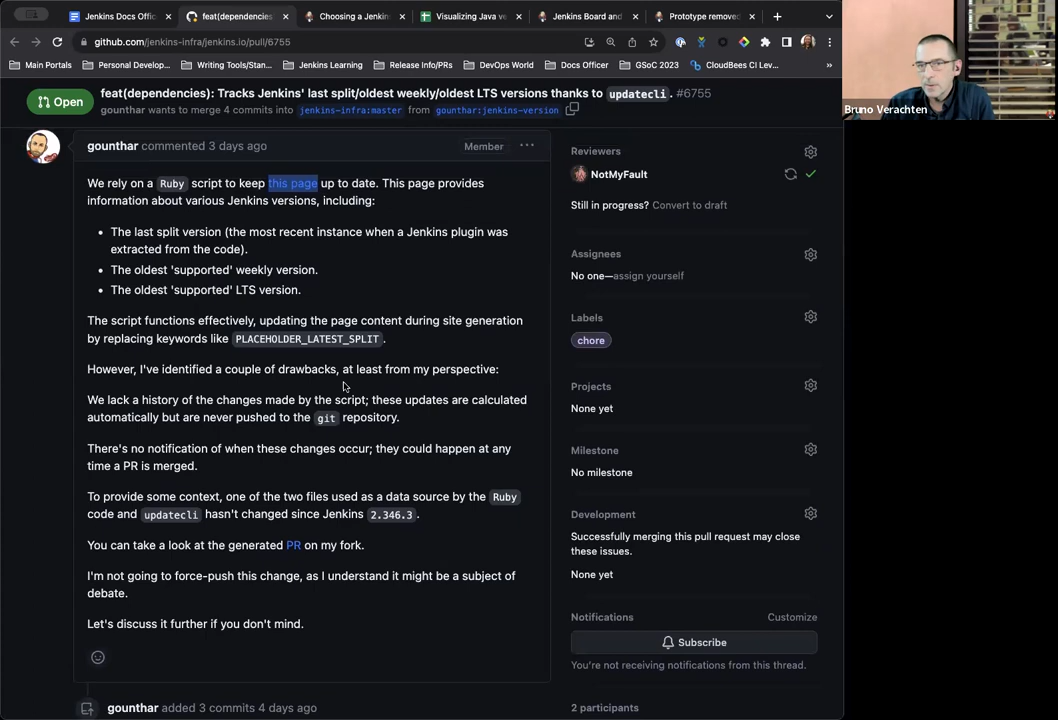 Jenkins Docs Offic
feat(dependencies)
Choosing a Jenkin
Visualizing Java ve
Jenkins Board and
Prototype removed
github.com/jenkins-infra/jenkins.io/pull/6755
Main Portals
Personal Develop...
Writing Tools/Stan...
Jenkins Learning
Release Info/PRs
DevOps World
Docs Officer
GSoC 2023
CloudBees CI Lev...
»
Bruno Verachten
Open
feat(dependencies): Tracks Jenkins' last split/oldest weekly/oldest LTS versions thanks to updatecli. #6755
gounthar wants to merge 4 commits into jenkins-infra:master from gounthar:jenkins-version
gounthar commented 3 days ago
Member
We rely on a Ruby script to keep this page up to date. This page provides
information about various Jenkins versions, including:
• The last split version (the most recent instance when a Jenkins plugin was
extracted from the code).
• The oldest 'supported' weekly version.
• The oldest 'supported' LTS version.
The script functions effectively, updating the page content during site generation
by replacing keywords like PLACEHOLDER_LATEST_SPLIT.
However, I've identified a couple of drawbacks, at least from my perspective:
We lack a history of the changes made by the script; these updates are calculated
automatically but are never pushed to the git repository.
There's no notification of when these changes occur; they could happen at any
time a PR is merged.
To provide some context, one of the two files used as a data source by the Ruby
code and updatecli hasn't changed since Jenkins 2.346.3.
You can take a look at the generated PR on my fork.
I'm not going to force-push this change, as I understand it might be a subject of
debate.
Let's discuss it further if you don't mind.
gounthar added 3 commits 4 days ago
Reviewers
NotMyFault
Still in progress? Convert to draft
Assignees
No one—assign yourself
Labels
chore
Projects
None yet
Milestone
No milestone
Development
Successfully merging this pull request may close
these issues.
None yet
Notifications
Customize
Subscribe
You're not receiving notifications from this thread.
2 participants